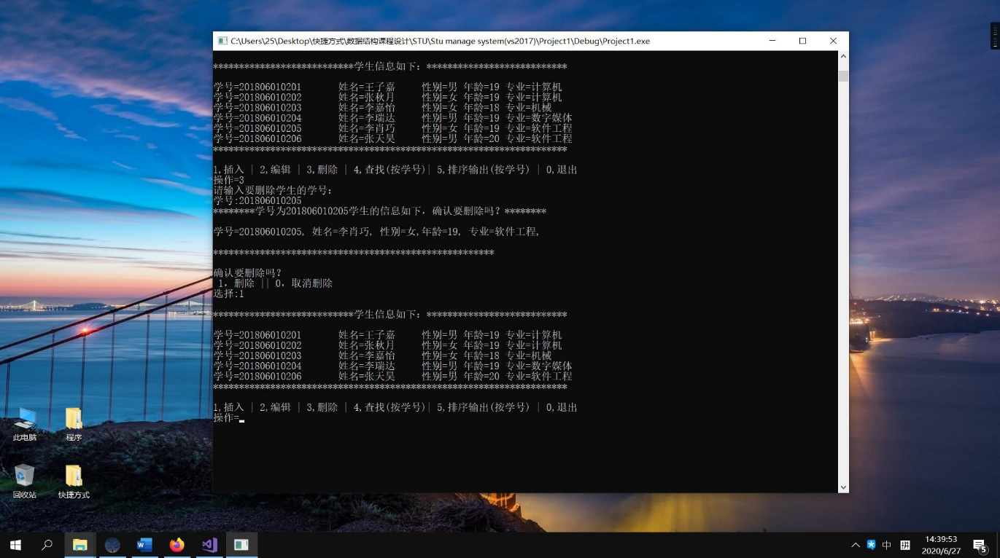 C:\Users\25\Desktop\快捷方式\数据结构课程设计\STU\Stu manage system(vs2017)\Project1\Debug\Project1.exe
***************************学生信息如下: ***************************
学号=201806010201 姓名=王子嘉 性别=男 年龄=19 专业=计算机
学号=201806010202 姓名=张秋月 性别=女 年龄=19 专业=计算机
学号=201806010203 姓名=李嘉怡 性别=女 年龄=18 专业=机械
学号=201806010204 姓名=李瑞达 性别=男 年龄=19 专业=数字媒体
学号=201806010205 姓名=李肖巧 性别=女 年龄=19 专业=软件工程
学号=201806010206 姓名=张天昊 性别=男 年龄=20 专业=软件工程
********************************************************************
1,插入 | 2,编辑 | 3,删除 | 4,查找(按学号)| 5,排序输出(按学号) | 0,退出
操作=3
请输入要删除学生的学号:
学号:201806010205
********学号为201806010205学生的信息如下，确认要删除吗? ********
学号=201806010205, 姓名=李肖巧, 性别=女,年龄=19, 专业=软件工程,
******************************************************
确认要删除吗?
1, 删除 || 0, 取消删除
选择:1
***************************学生信息如下: ***************************
学号=201806010201 姓名=王子嘉 性别=男 年龄=19 专业=计算机
学号=201806010202 姓名=张秋月 性别=女 年龄=19 专业=计算机
学号=201806010203 姓名=李嘉怡 性别=女 年龄=18 专业=机械
学号=201806010204 姓名=李瑞达 性别=男 年龄=19 专业=数字媒体
学号=201806010206 姓名=张天昊 性别=男 年龄=20 专业=软件工程
********************************************************************
1,插入 | 2,编辑 | 3,删除 | 4,查找(按学号)| 5,排序输出(按学号) | 0,退出
操作=
此电脑
程序
回收站
快捷方式
W
中
拼
14:39:53
2020/6/27
5